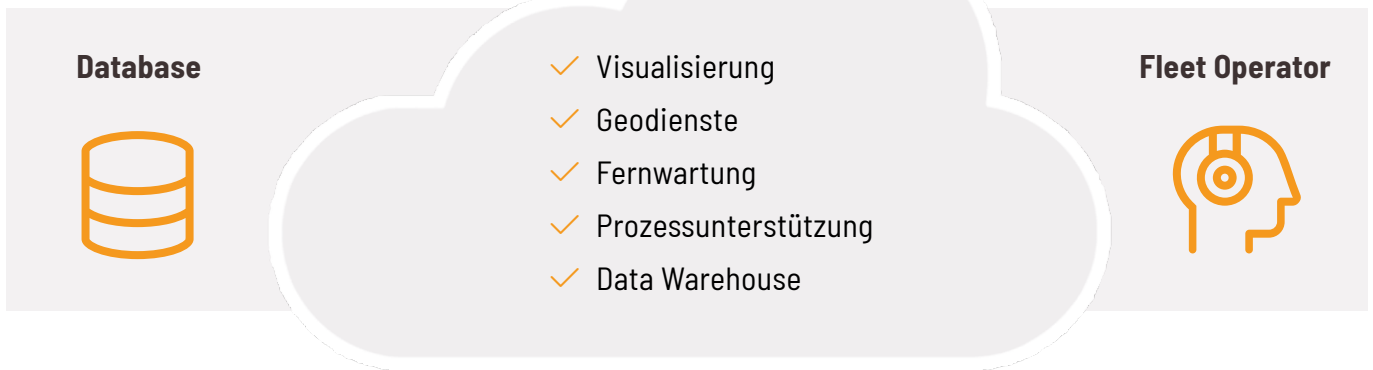 Database
Visualisierung
Geodienste
Fernwartung
Prozessunterstützung
Data Warehouse
Fleet Operator